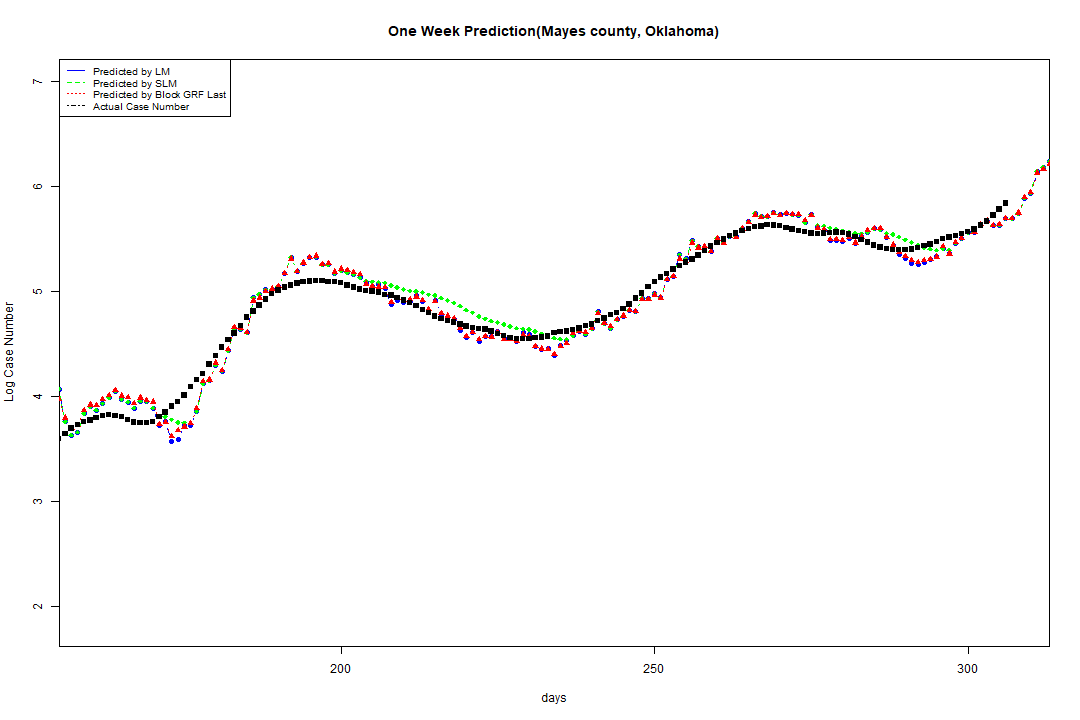 One Week Prediction(Mayes county, Oklahoma)
Predicted by LM
Predicted by SLM
Predicted by Block GRF Last
Actual Case Number
7
6
5
4
3
2
Log Case Number
200
250
300
days